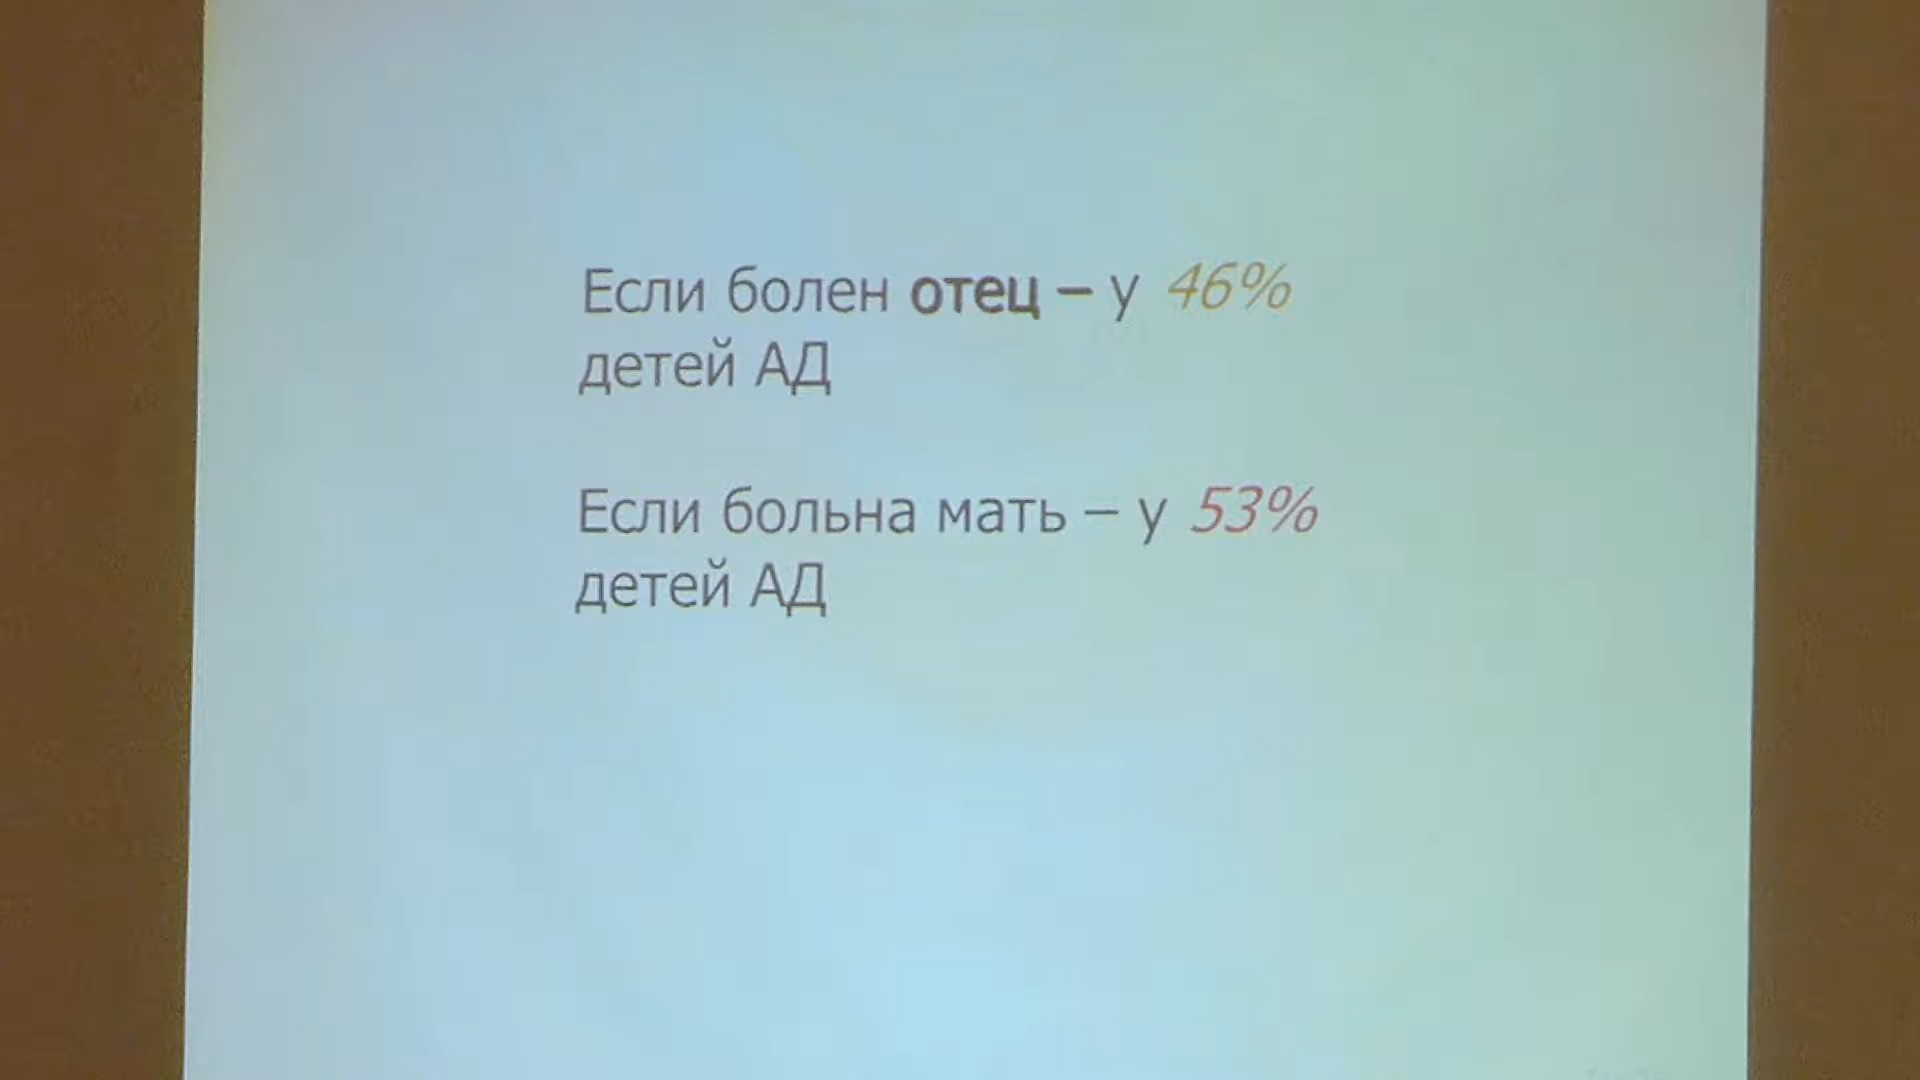 Если болен отец – у 46%
детей АД
Если больна мать – у 53%
детей АД